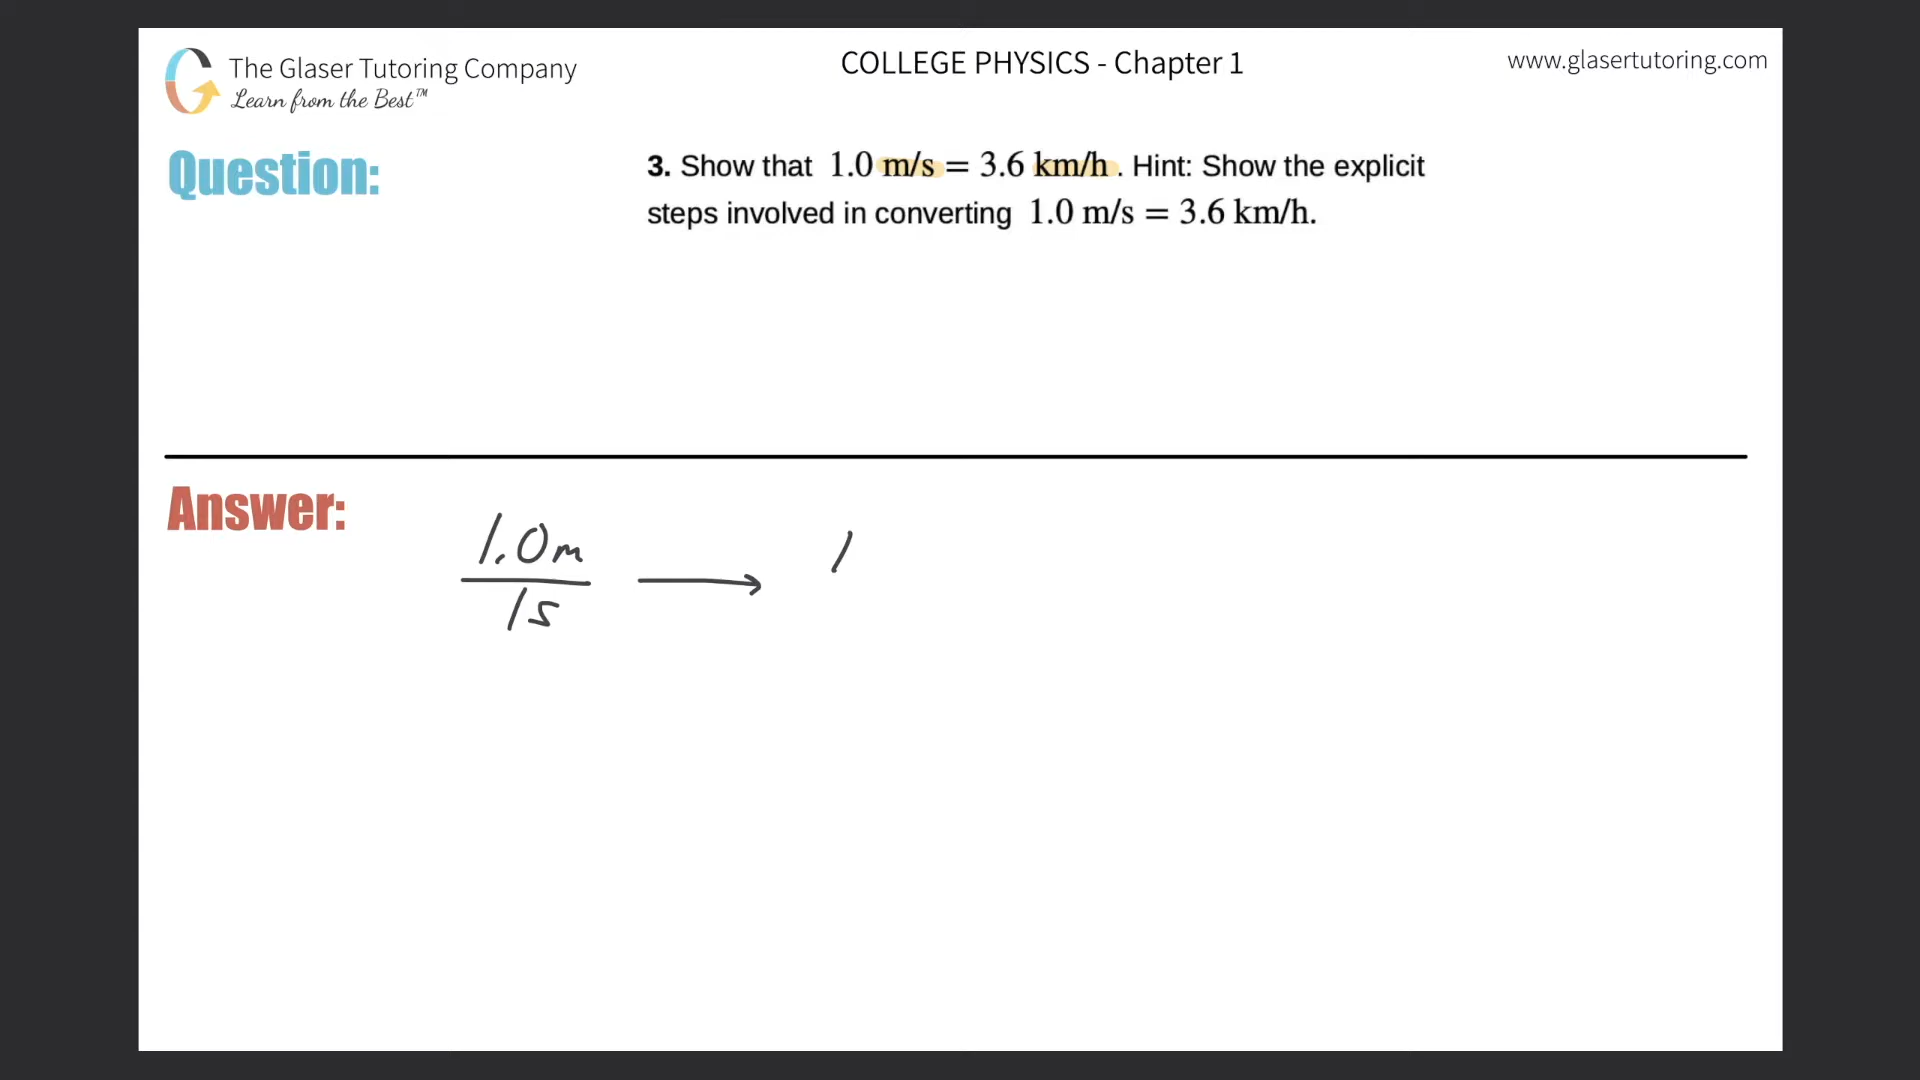 The Glaser Tutoring Company
Learn from the Best™
COLLEGE PHYSICS - Chapter 1
www.glasertutoring.com
Question:
3. Show that 1.0 m/s = 3.6 km/h . Hint: Show the explicit
steps involved in converting 1.0 m/s = 3.6 km/h.
Answer:
1.0m
1s